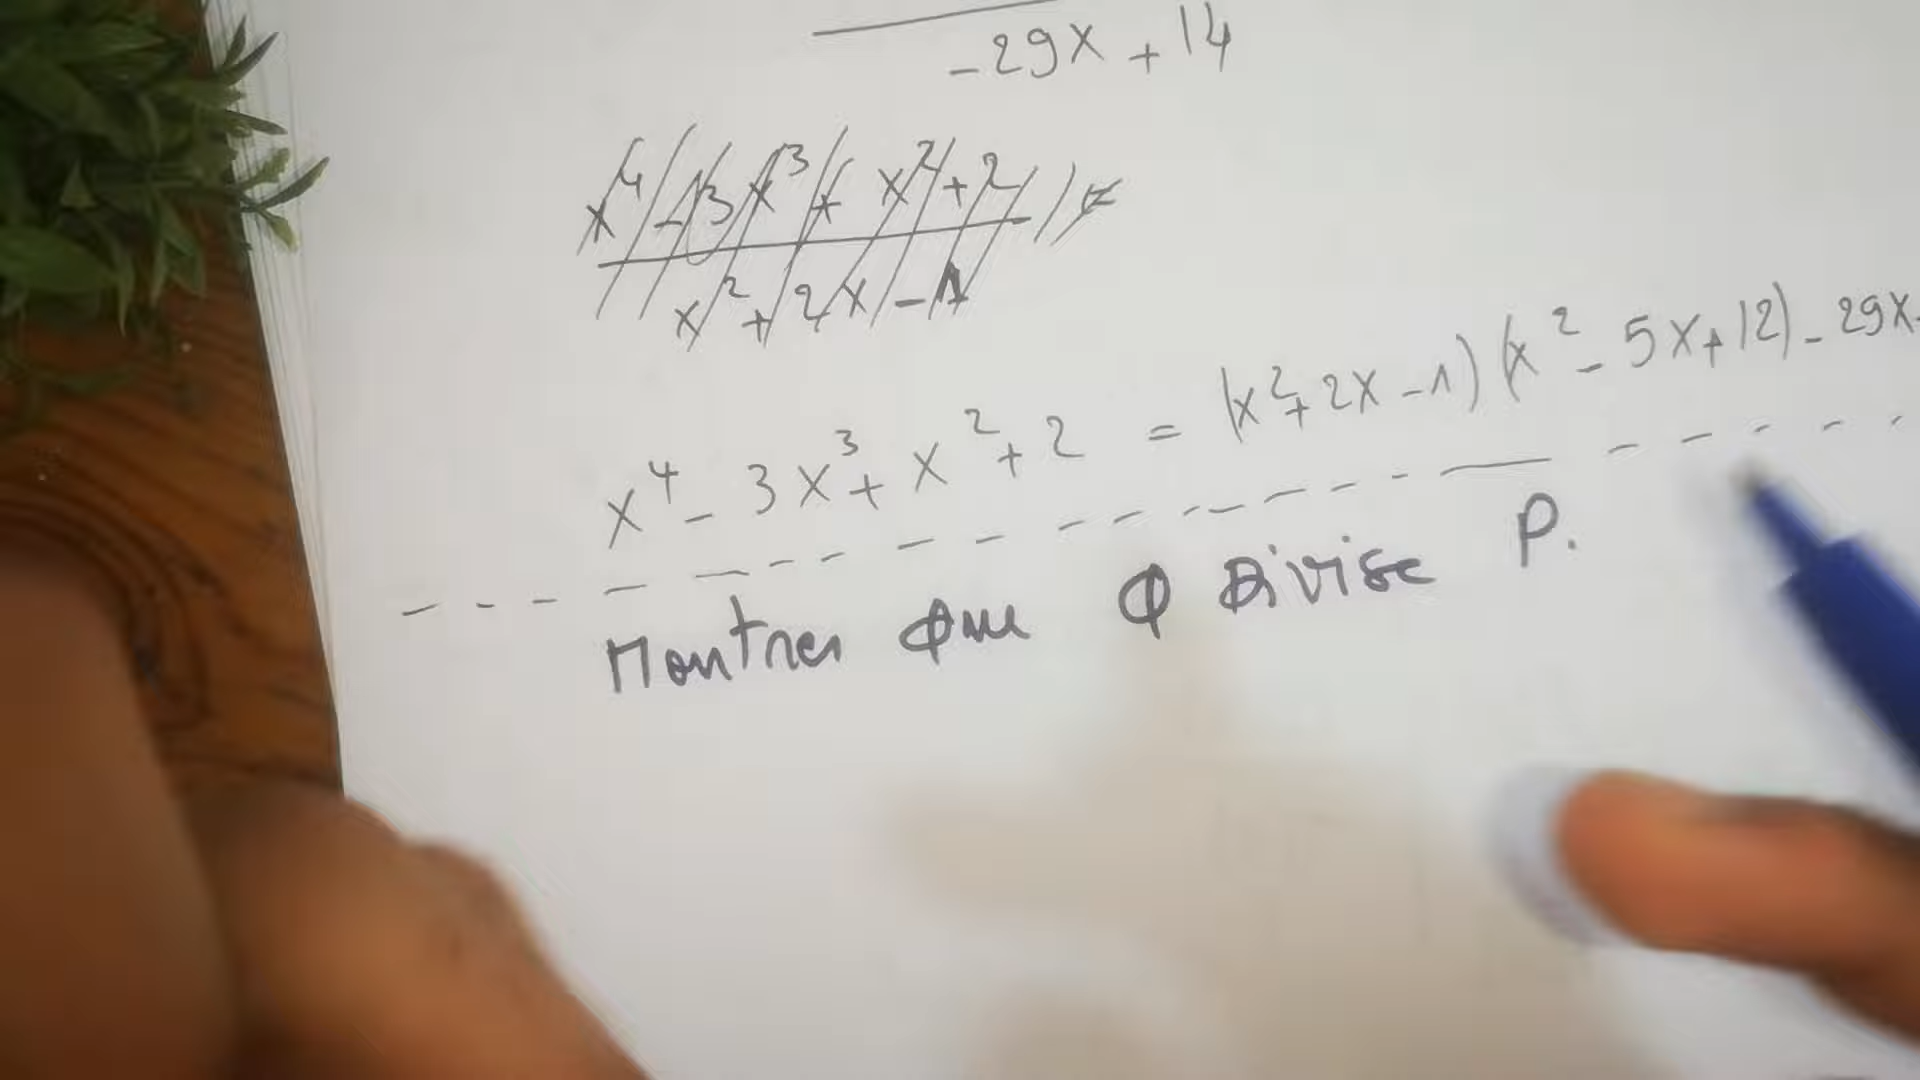 -29x + 14
x⁴ - 3x³ + x² + 2
x² + 2x - 1
x⁴ - 3x³ + x² + 2 = (x² + 2x - 1)(x² - 5x + 12) - 29x
Montrer que Q Divise P.